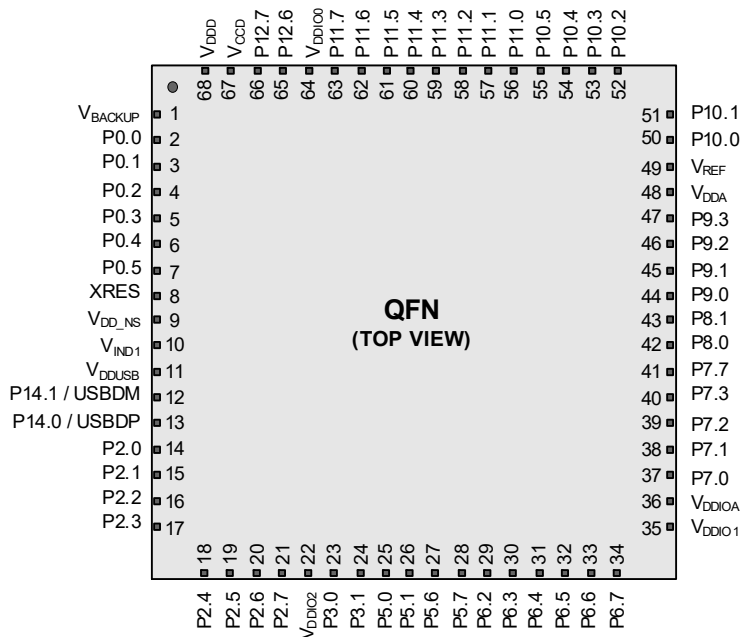 VDDD
VCCD
P12.7
P12.6
VDDIO0
P11.7
P11.6
P11.5
P11.4
P11.3
P11.2
P11.1
P11.0
P10.5
P10.4
P10.3
P10.2
68
67
66
65
64
63
62
61
60
59
58
57
56
55
54
53
52
VBACKUP 1
P0.0 2
P0.1 3
P0.2 4
P0.3 5
P0.4 6
P0.5 7
XRES 8
VDD_NS 9
VIND1 10
VDDUSB 11
P14.1 / USBDM 12
P14.0 / USBDP 13
P2.0 14
P2.1 15
P2.2 16
P2.3 17
QFN
(TOP VIEW)
51 P10.1
50 P10.0
49 VREF
48 VDDA
47 P9.3
46 P9.2
45 P9.1
44 P9.0
43 P8.1
42 P8.0
41 P7.7
40 P7.3
39 P7.2
38 P7.1
37 P7.0
36 VDDIOA
35 VDDIO1
18
19
20
21
22
23
24
25
26
27
28
29
30
31
32
33
34
P2.4
P2.5
P2.6
P2.7
VDDIO2
P3.0
P3.1
P5.0
P5.1
P5.6
P5.7
P6.2
P6.3
P6.4
P6.5
P6.6
P6.7